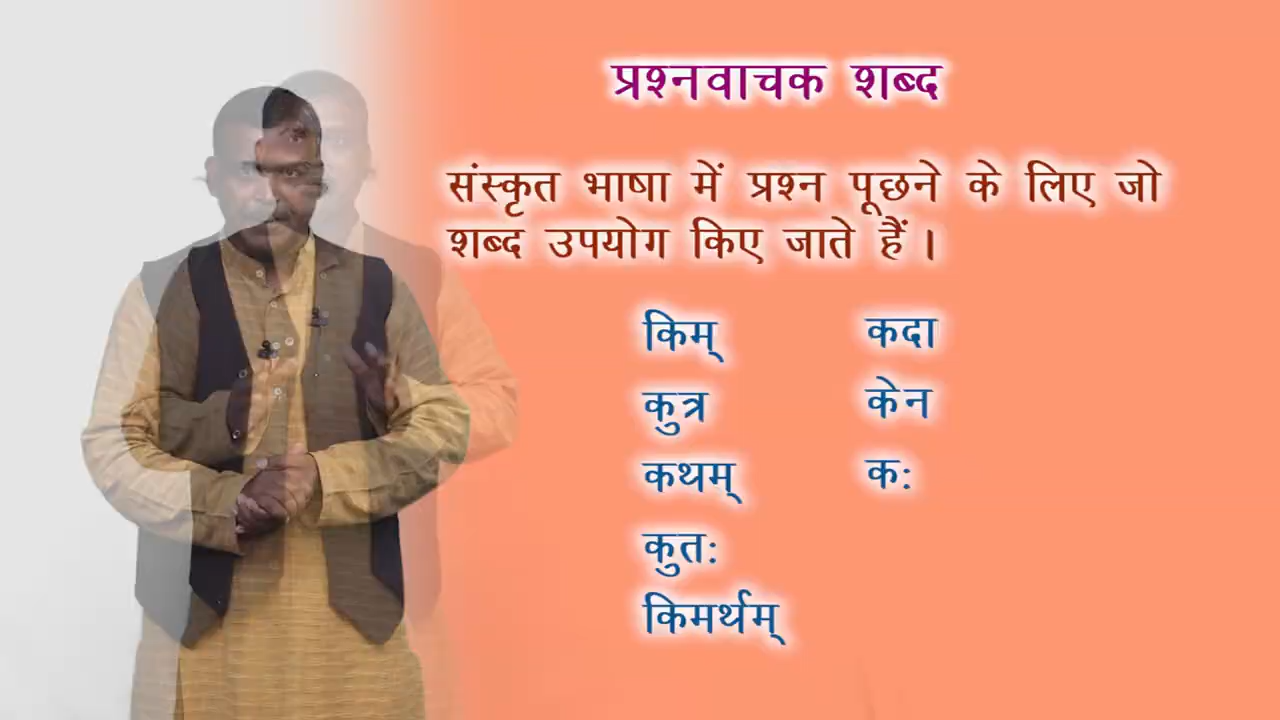 प्रश्नवाचक शब्द
संस्कृत भाषा में प्रश्न पूछने के लिए जो
शब्द उपयोग किए जाते हैं ।
किम् कदा
कुत्र केन
कथम् कः
कुतः
किमर्थम्